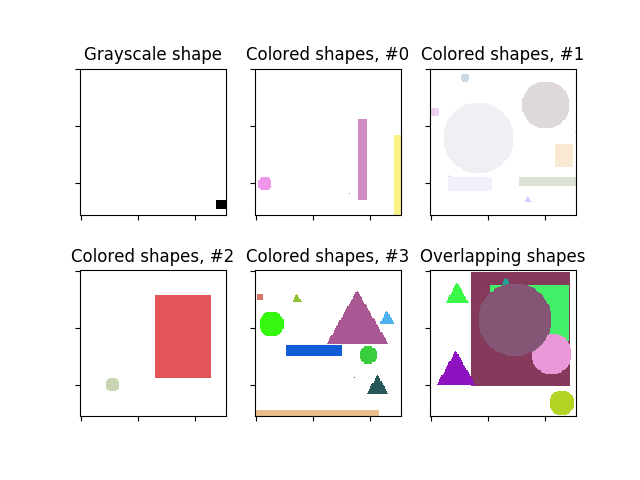 Grayscale shape
Colored shapes, #0
Colored shapes, #1
Colored shapes, #2
Colored shapes, #3
Overlapping shapes